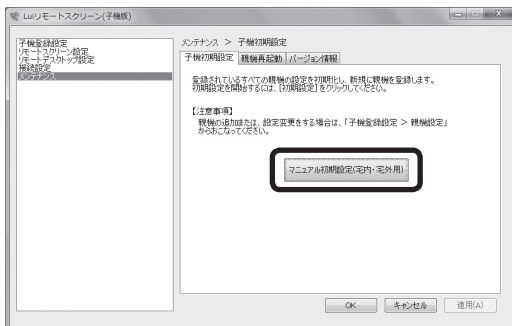 Luiリモートスクリーン(子機版)
子機登録設定
リモートスクリーン設定
リモートデスクトップ設定
接続設定
メンテナンス
メンテナンス > 子機初期設定
子機初期設定 親機再起動 バージョン情報
登録されているすべての親機の設定を初期化し、新規に親機を登録します。
初期設定を開始するには、[初期設定]をクリックしてください。
【注意事項】
親機の追加または、設定変更をする場合は、「子機登録設定 > 親機設定」
からおこなってください。
マニュアル初期設定(宅内・宅外用)
OK キャンセル 適用(A)